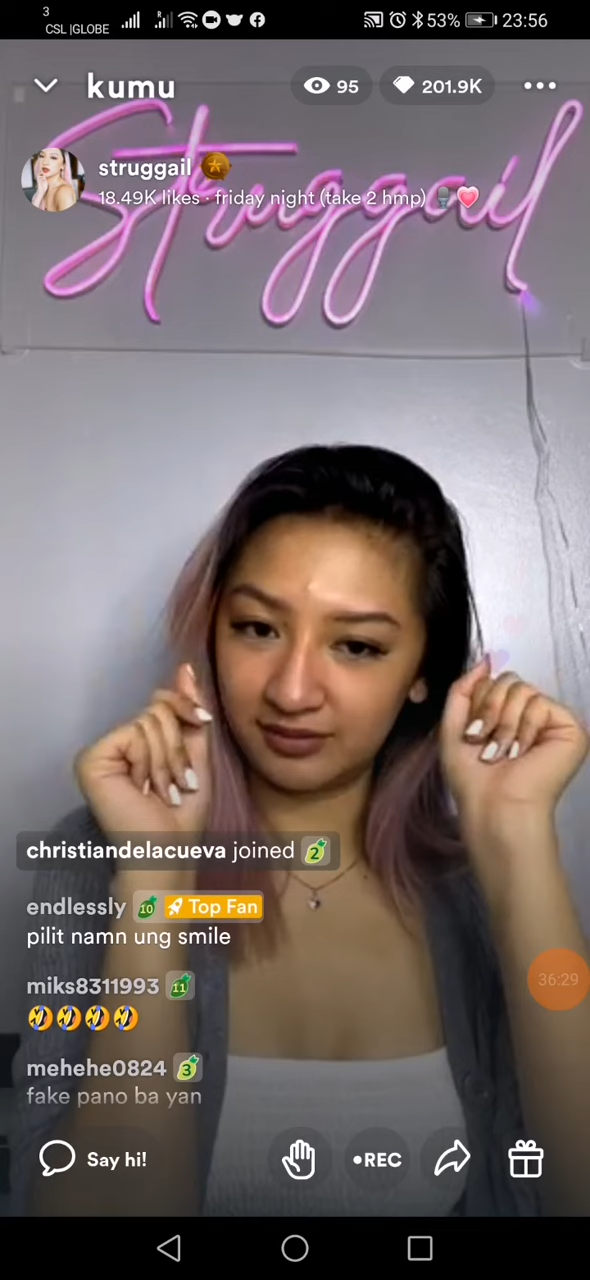 3
CSL |GLOBE
R
53%
23:56
kumu
95
201.9K
Struggail
struggail
18.49K likes · friday night (take 2 hmp) 🎙️💗
christiandelacueva joined 2
endlessly 10 Top Fan
pilit namn ung smile
miks8311993 11
🤣🤣🤣🤣
36:29
mehehe0824 3
fake pano ba yan
Say hi!
•REC